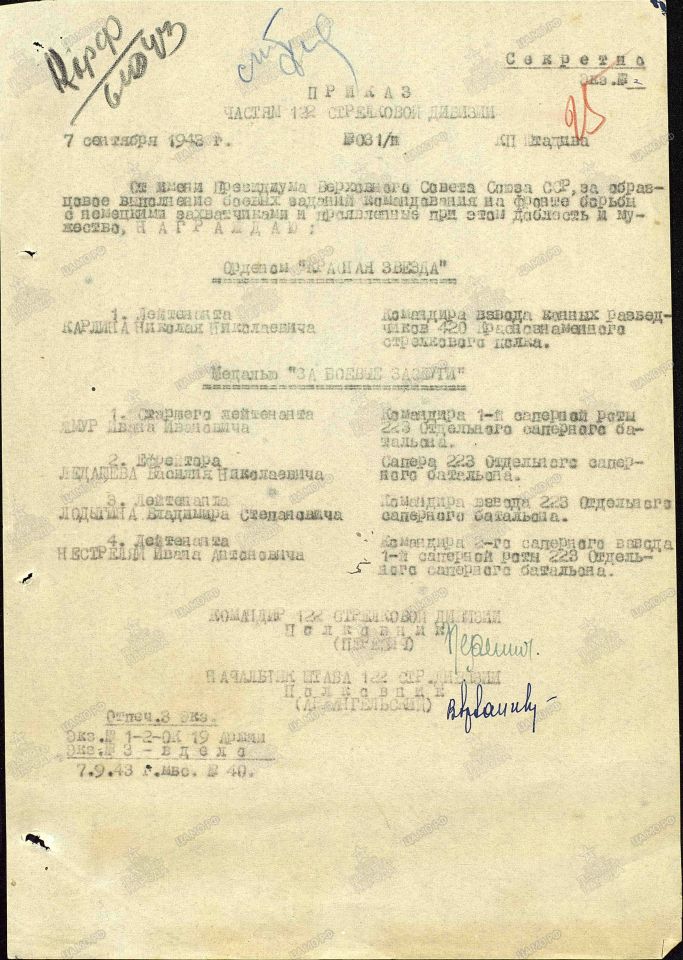 Секретно
Экз.№
ПРИКАЗ
ЧАСТЯМ 122 СТРЕЛКОВОЙ ДИВИЗИИ
7 сентября 1943 г. №031/н КП Штадива
25
От имени Президиума Верховного Совета Союза ССР, за образ-
цовое выполнение боевых заданий командования на фронте борьбы
с немецкими захватчиками и проявленные при этом доблесть и му-
жество, НАГРАЖДАЮ:
Орденом "КРАСНАЯ ЗВЕЗДА"
1. Лейтенанта Командира взвода конных развед-
КАРЛИНА Николая Николаевича чиков 420 Краснознаменного
стрелкового полка.
Медалью "ЗА БОЕВЫЕ ЗАСЛУГИ"
1. Старшего лейтенанта Командира 1-й саперной роты
Ивана Ивановича 223 Отдельного саперного ба-
тальона.
2. Ефрейтора Сапера 223 Отдельного сапер-
ЛЕДАЩЕВА Василия Николаевича ного батальона.
3. Лейтенанта Командира взвода 223 Отдельного
ЛОДЫГИНА Владимира Степановича саперного батальона.
4. Лейтенанта Командира 2-го саперного взвода
НЕСТРЕЛЯЙ Ивана Антоновича 1-й саперной роты 223 Отдель-
ного саперного батальона.
КОМАНДИР 122 СТРЕЛКОВОЙ ДИВИЗИИ
Полковник
НАЧАЛЬНИК ШТАБА 122 СТР.ДИВИЗИИ
Полковник
Отпеч.3 экз.
Экз.№ 1-2-ОК 19 Армии
Экз.№ 3 - в дело
7.9.43 г.мбс. № 40.